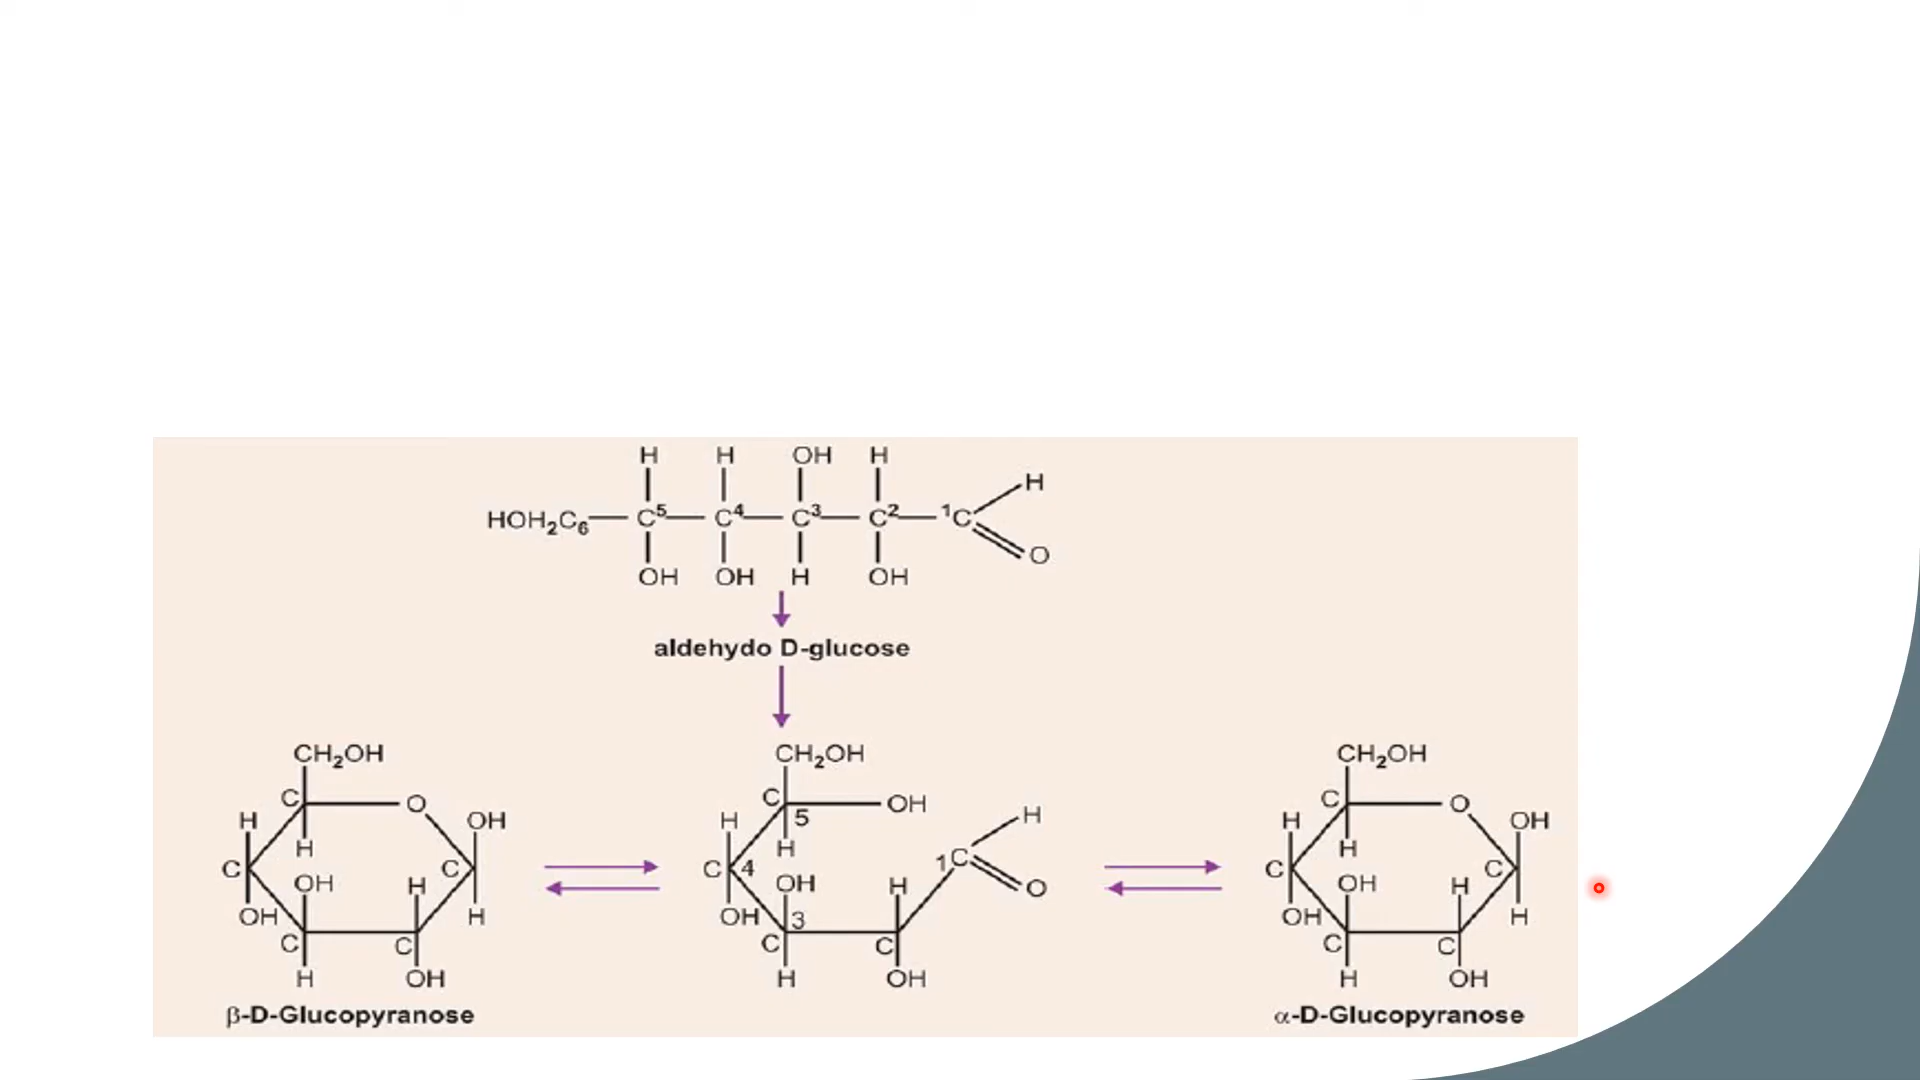 H H OH H
H
HOH₂C₆ C⁵ C⁴ C³ C² ¹C
O
OH OH H OH
aldehydo D-glucose
CH₂OH CH₂OH CH₂OH
C O C OH C O
H OH H 5 H H OH
H H H
C C C 4 1C C C
OH H OH H O OH H
OH H OH 3 OH H
C C C C C C
H OH H OH H OH
β-D-Glucopyranose α-D-Glucopyranose